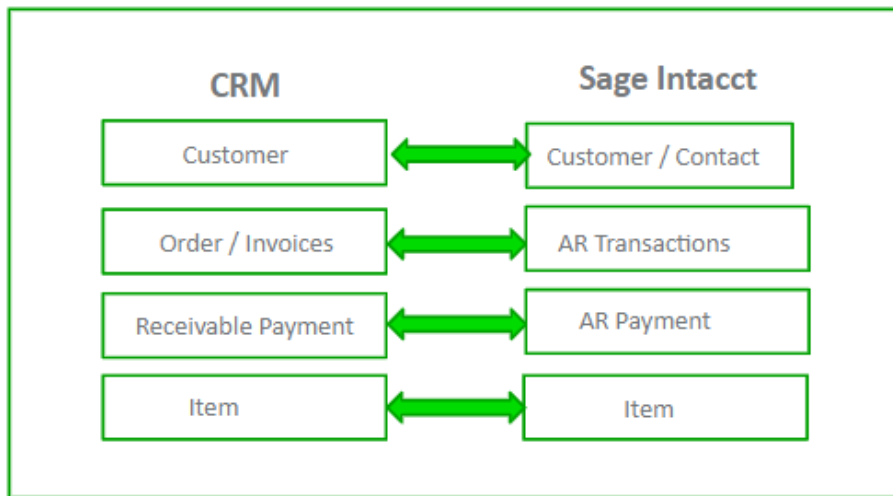 CRM
Sage Intacct
Customer
Customer / Contact
Order / Invoices
AR Transactions
Receivable Payment
AR Payment
Item
Item